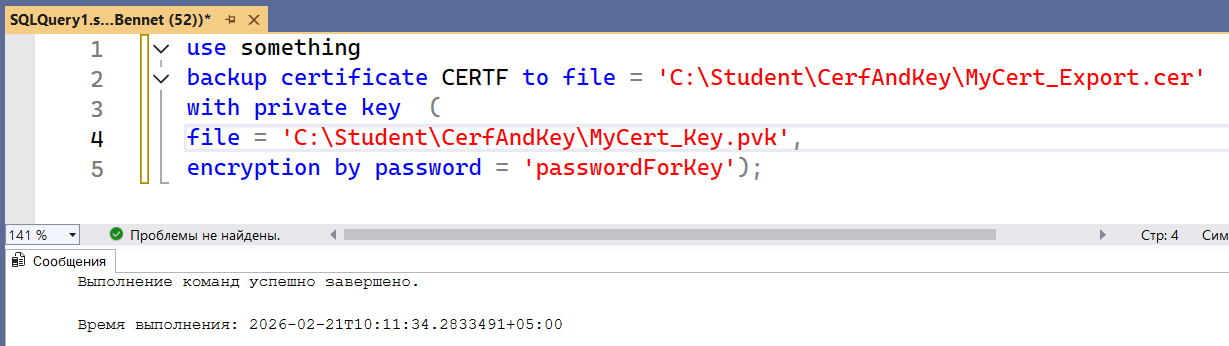 SQLQuery1.s...Bennet (52))*
1 use something
2 backup certificate CERTF to file = 'C:\Student\CerfAndKey\MyCert_Export.cer'
3 with private key  (
4 file = 'C:\Student\CerfAndKey\MyCert_Key.pvk',
5 encryption by password = 'passwordForKey');
141 % Проблемы не найдены. Стр: 4 Сим
Сообщения
Выполнение команд успешно завершено.
Время выполнения: 2026-02-21T10:11:34.2833491+05:00